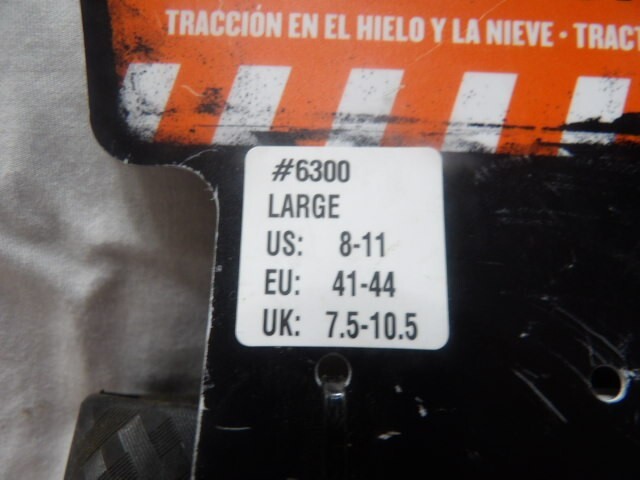 TRACCIÓN EN EL HIELO Y LA NIEVE · TRACT
#6300
LARGE
US: 8-11
EU: 41-44
UK: 7.5-10.5